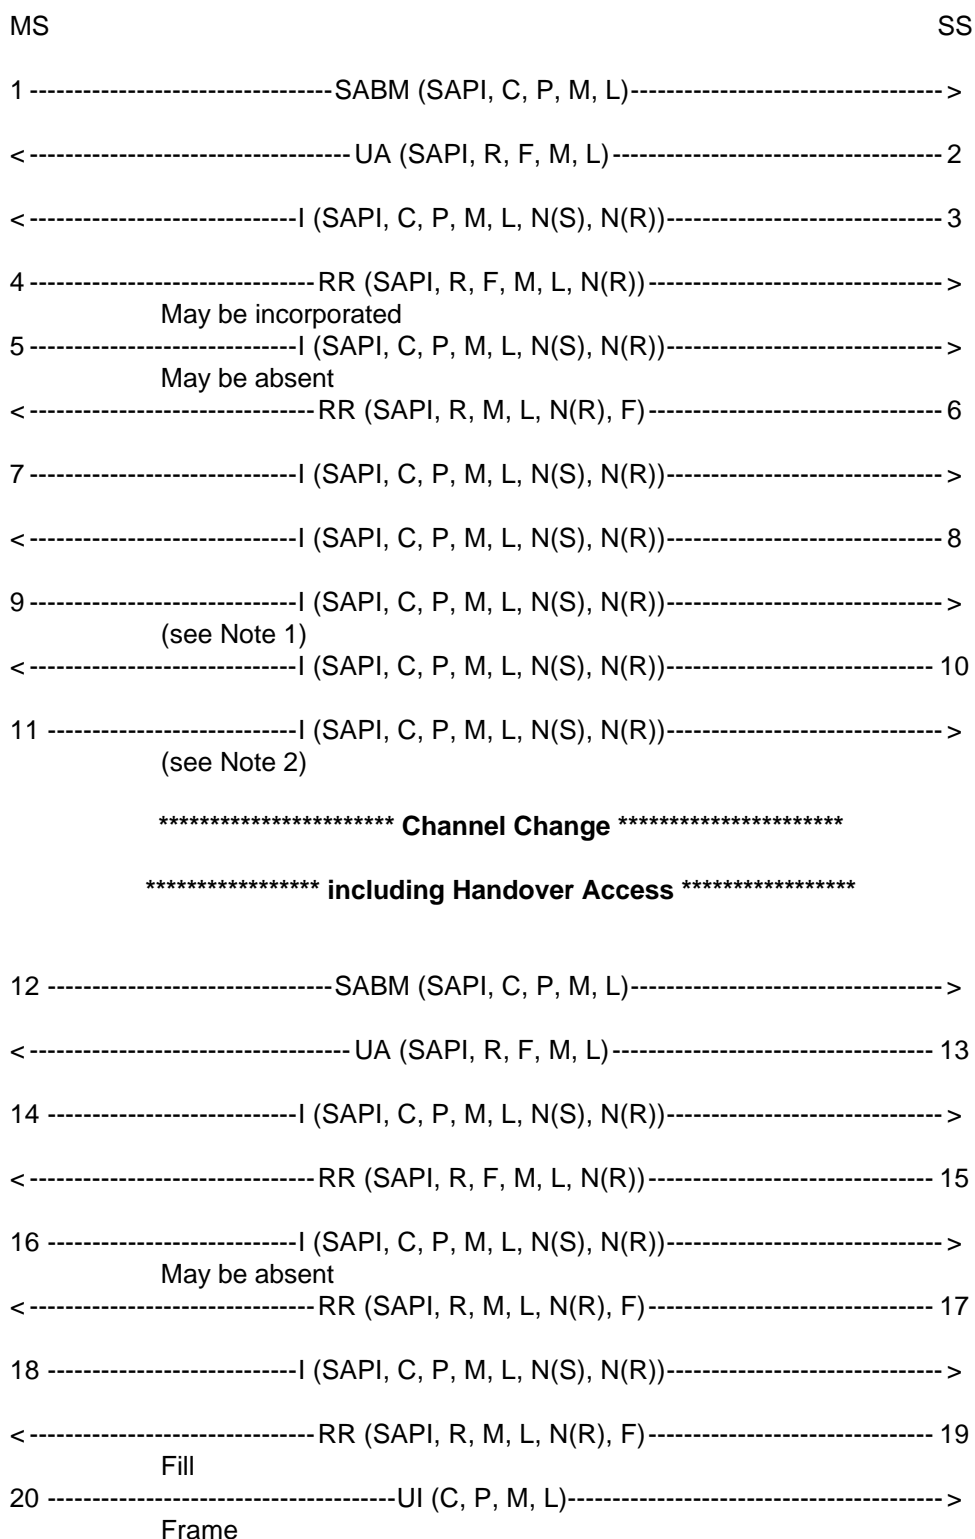 MS SS
1 ----------------------------------SABM (SAPI, C, P, M, L)----------------------------------- >
< ------------------------------------UA (SAPI, R, F, M, L)------------------------------------- 2
< ------------------------------I (SAPI, C, P, M, L, N(S), N(R))------------------------------- 3
4 --------------------------------RR (SAPI, R, F, M, L, N(R))--------------------------------- >
May be incorporated
5 ------------------------------I (SAPI, C, P, M, L, N(S), N(R))------------------------------- >
May be absent
< --------------------------------RR (SAPI, R, M, L, N(R), F)--------------------------------- 6
7 ------------------------------I (SAPI, C, P, M, L, N(S), N(R))------------------------------- >
< ------------------------------I (SAPI, C, P, M, L, N(S), N(R))------------------------------- 8
9 ------------------------------I (SAPI, C, P, M, L, N(S), N(R))------------------------------- >
(see Note 1)
< ------------------------------I (SAPI, C, P, M, L, N(S), N(R))------------------------------ 10
11 ----------------------------I (SAPI, C, P, M, L, N(S), N(R))------------------------------- >
(see Note 2)
*********************** Channel Change **********************
***************** including Handover Access *****************
12 --------------------------------SABM (SAPI, C, P, M, L)----------------------------------- >
< ------------------------------------UA (SAPI, R, F, M, L)------------------------------------ 13
14 ----------------------------I (SAPI, C, P, M, L, N(S), N(R))------------------------------- >
< --------------------------------RR (SAPI, R, F, M, L, N(R))-------------------------------- 15
16 ----------------------------I (SAPI, C, P, M, L, N(S), N(R))------------------------------- >
May be absent
< --------------------------------RR (SAPI, R, M, L, N(R), F)-------------------------------- 17
18 ----------------------------I (SAPI, C, P, M, L, N(S), N(R))------------------------------- >
< --------------------------------RR (SAPI, R, M, L, N(R), F)-------------------------------- 19
Fill
20 ---------------------------------------UI (C, P, M, L)------------------------------------------ >
Frame